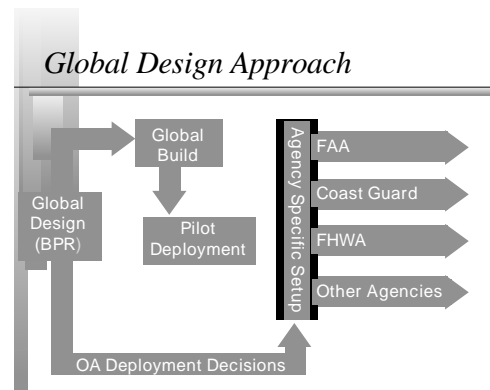 Global Design Approach
Global
Build
Global
Design
(BPR)
Pilot
Deployment
OA Deployment Decisions
Agency Specific Setup
FAA
Coast Guard
FHWA
Other Agencies